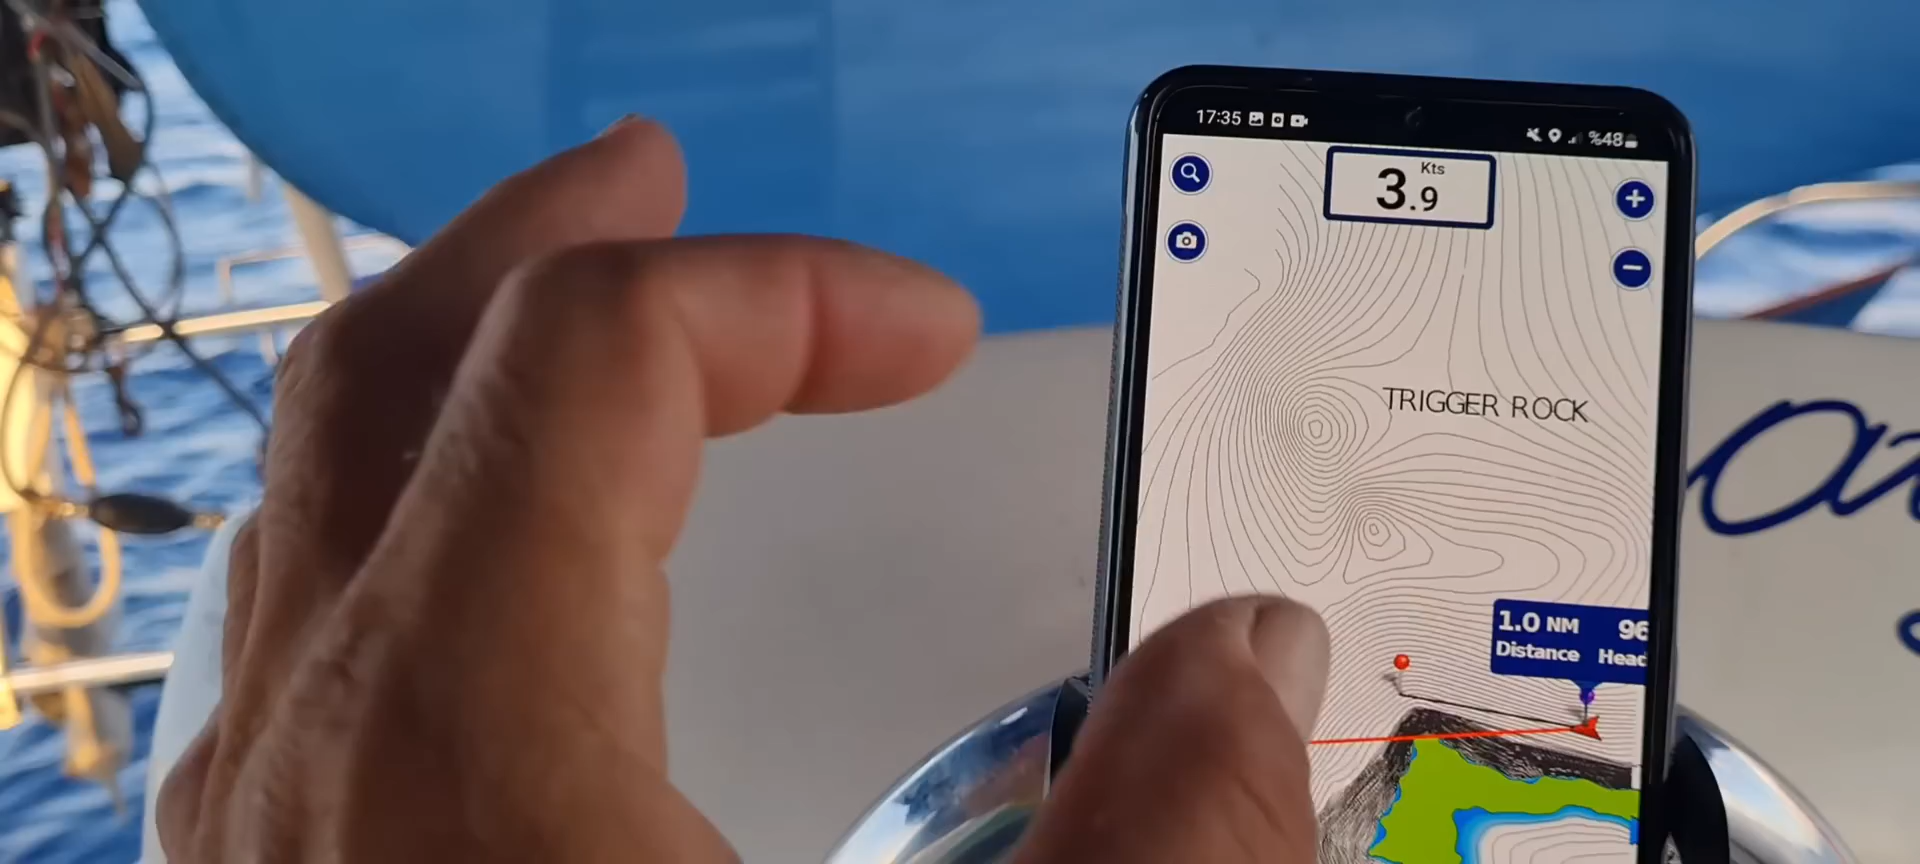 17:35 %48
Kts
3.9
TRIGGER ROCK
1.0 NM 96
Distance Head